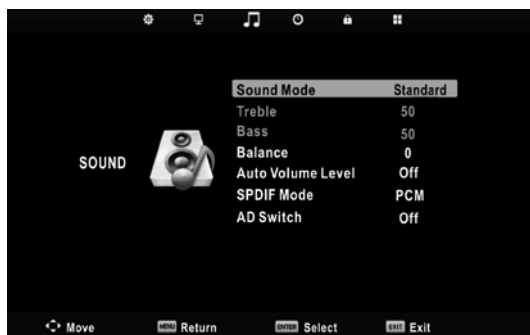 Sound Mode Standard
Treble 50
Bass 50
Balance 0
SOUND
Auto Volume Level Off
SPDIF Mode PCM
AD Switch Off
Move MENU Return ENTER Select EXIT Exit